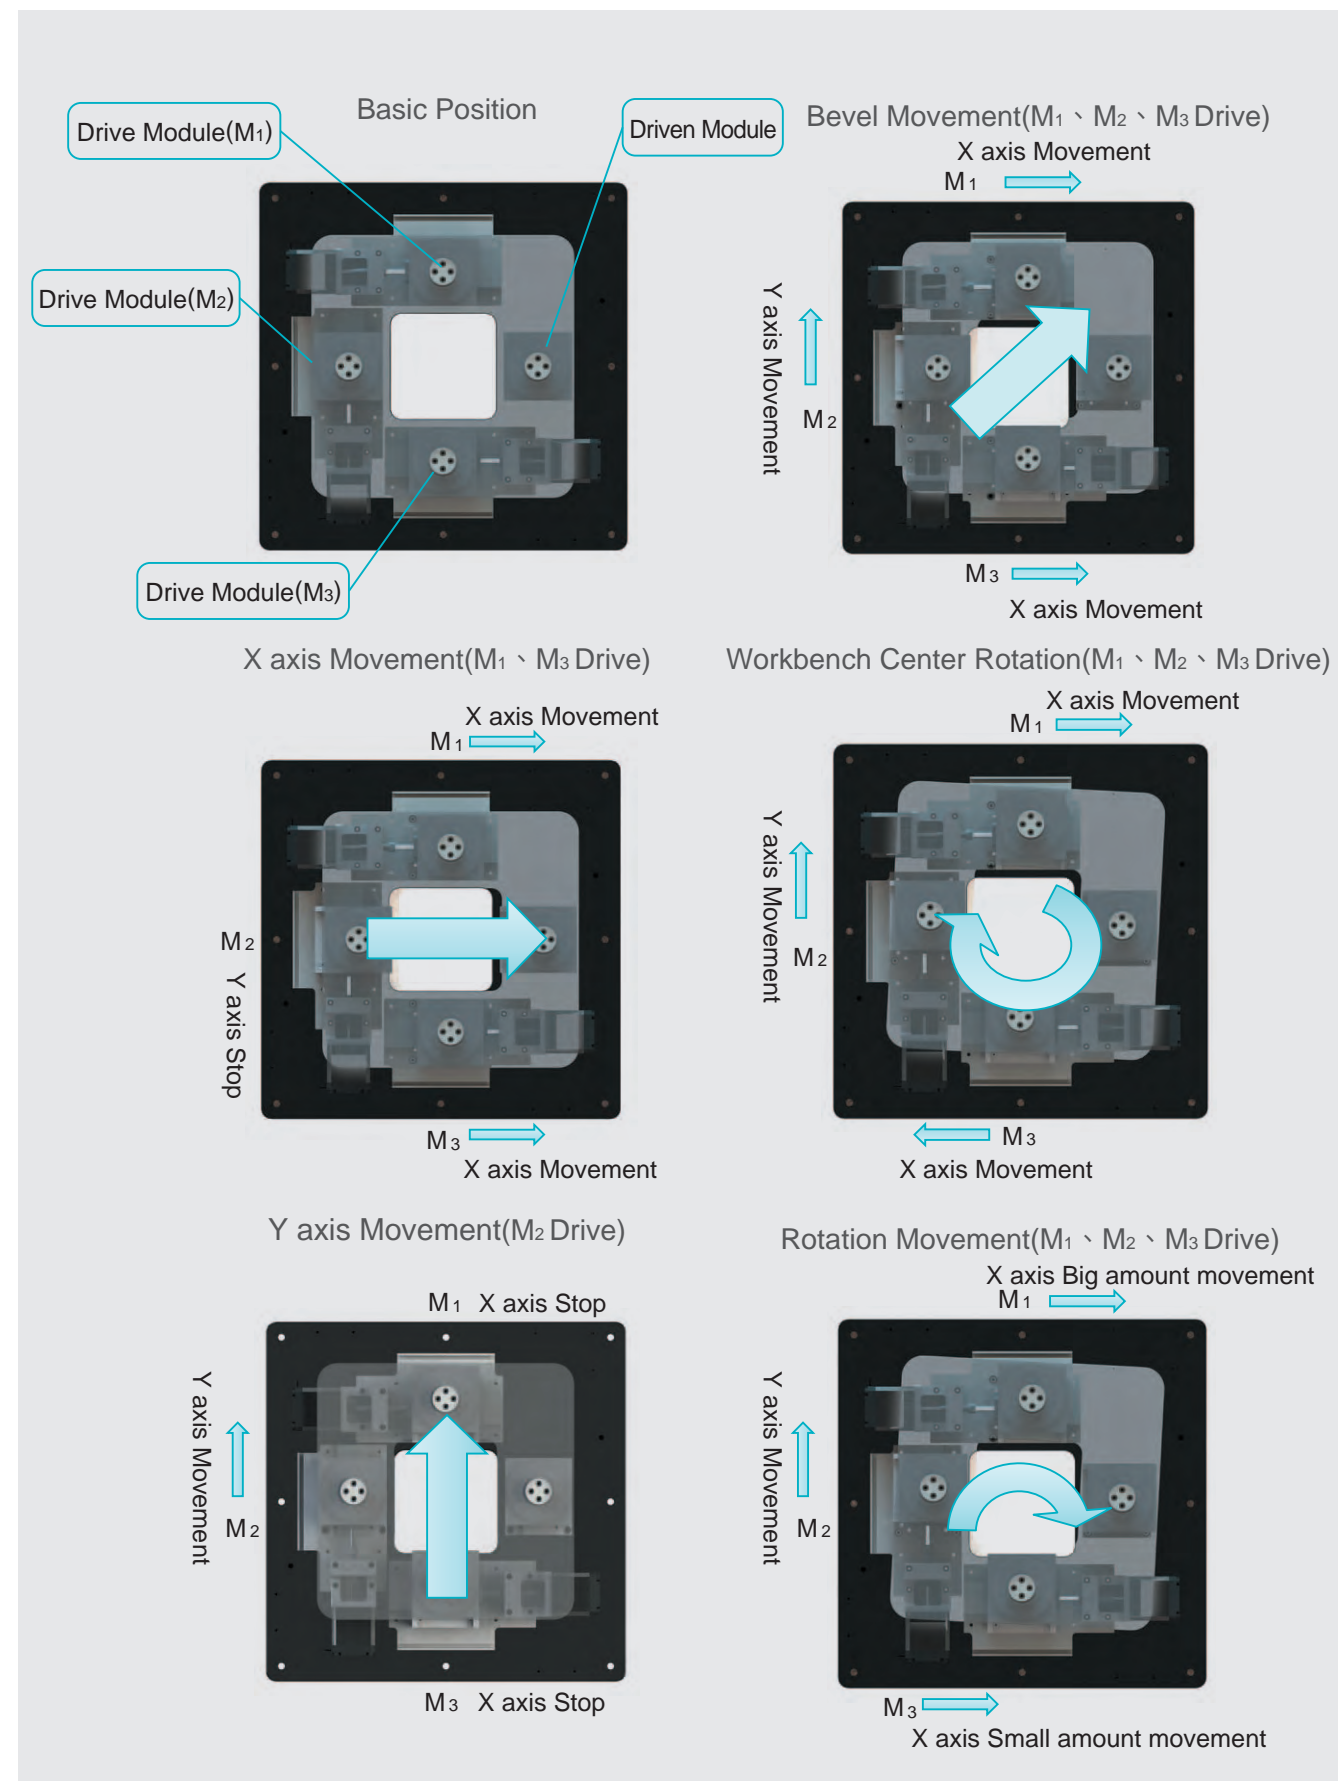 Basic Position
Drive Module(M1)
Driven Module
Drive Module(M2)
Drive Module(M3)
Bevel Movement(M1、M2、M3 Drive)
X axis Movement
M1
Y axis Movement
M2
M3
X axis Movement
X axis Movement(M1、M3 Drive)
X axis Movement
M1
M2
Y axis Stop
M3
X axis Movement
Workbench Center Rotation(M1、M2、M3 Drive)
X axis Movement
M1
Y axis Movement
M2
M3
X axis Movement
Y axis Movement(M2 Drive)
M1 X axis Stop
Y axis Movement
M2
M3 X axis Stop
Rotation Movement(M1、M2、M3 Drive)
X axis Big amount movement
M1
Y axis Movement
M2
M3
X axis Small amount movement